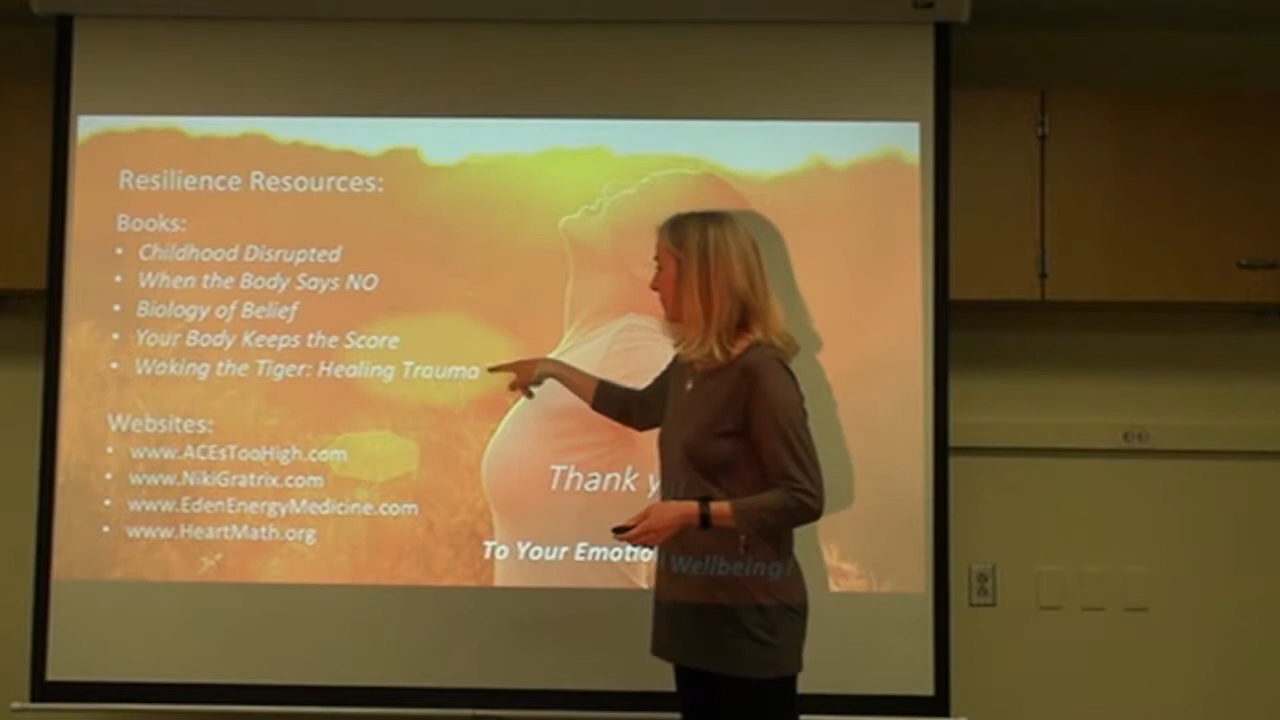 Resilience Resources:
Books:
• Childhood Disrupted
• When the Body Says NO
• Biology of Belief
• Your Body Keeps the Score
• Waking the Tiger: Healing Trauma
Websites:
• www.ACEsTooHigh.com
• www.NikiGratrix.com
• www.EdenEnergyMedicine.com
• www.HeartMath.org
Thank y
To Your Emotio l Wellbeing!